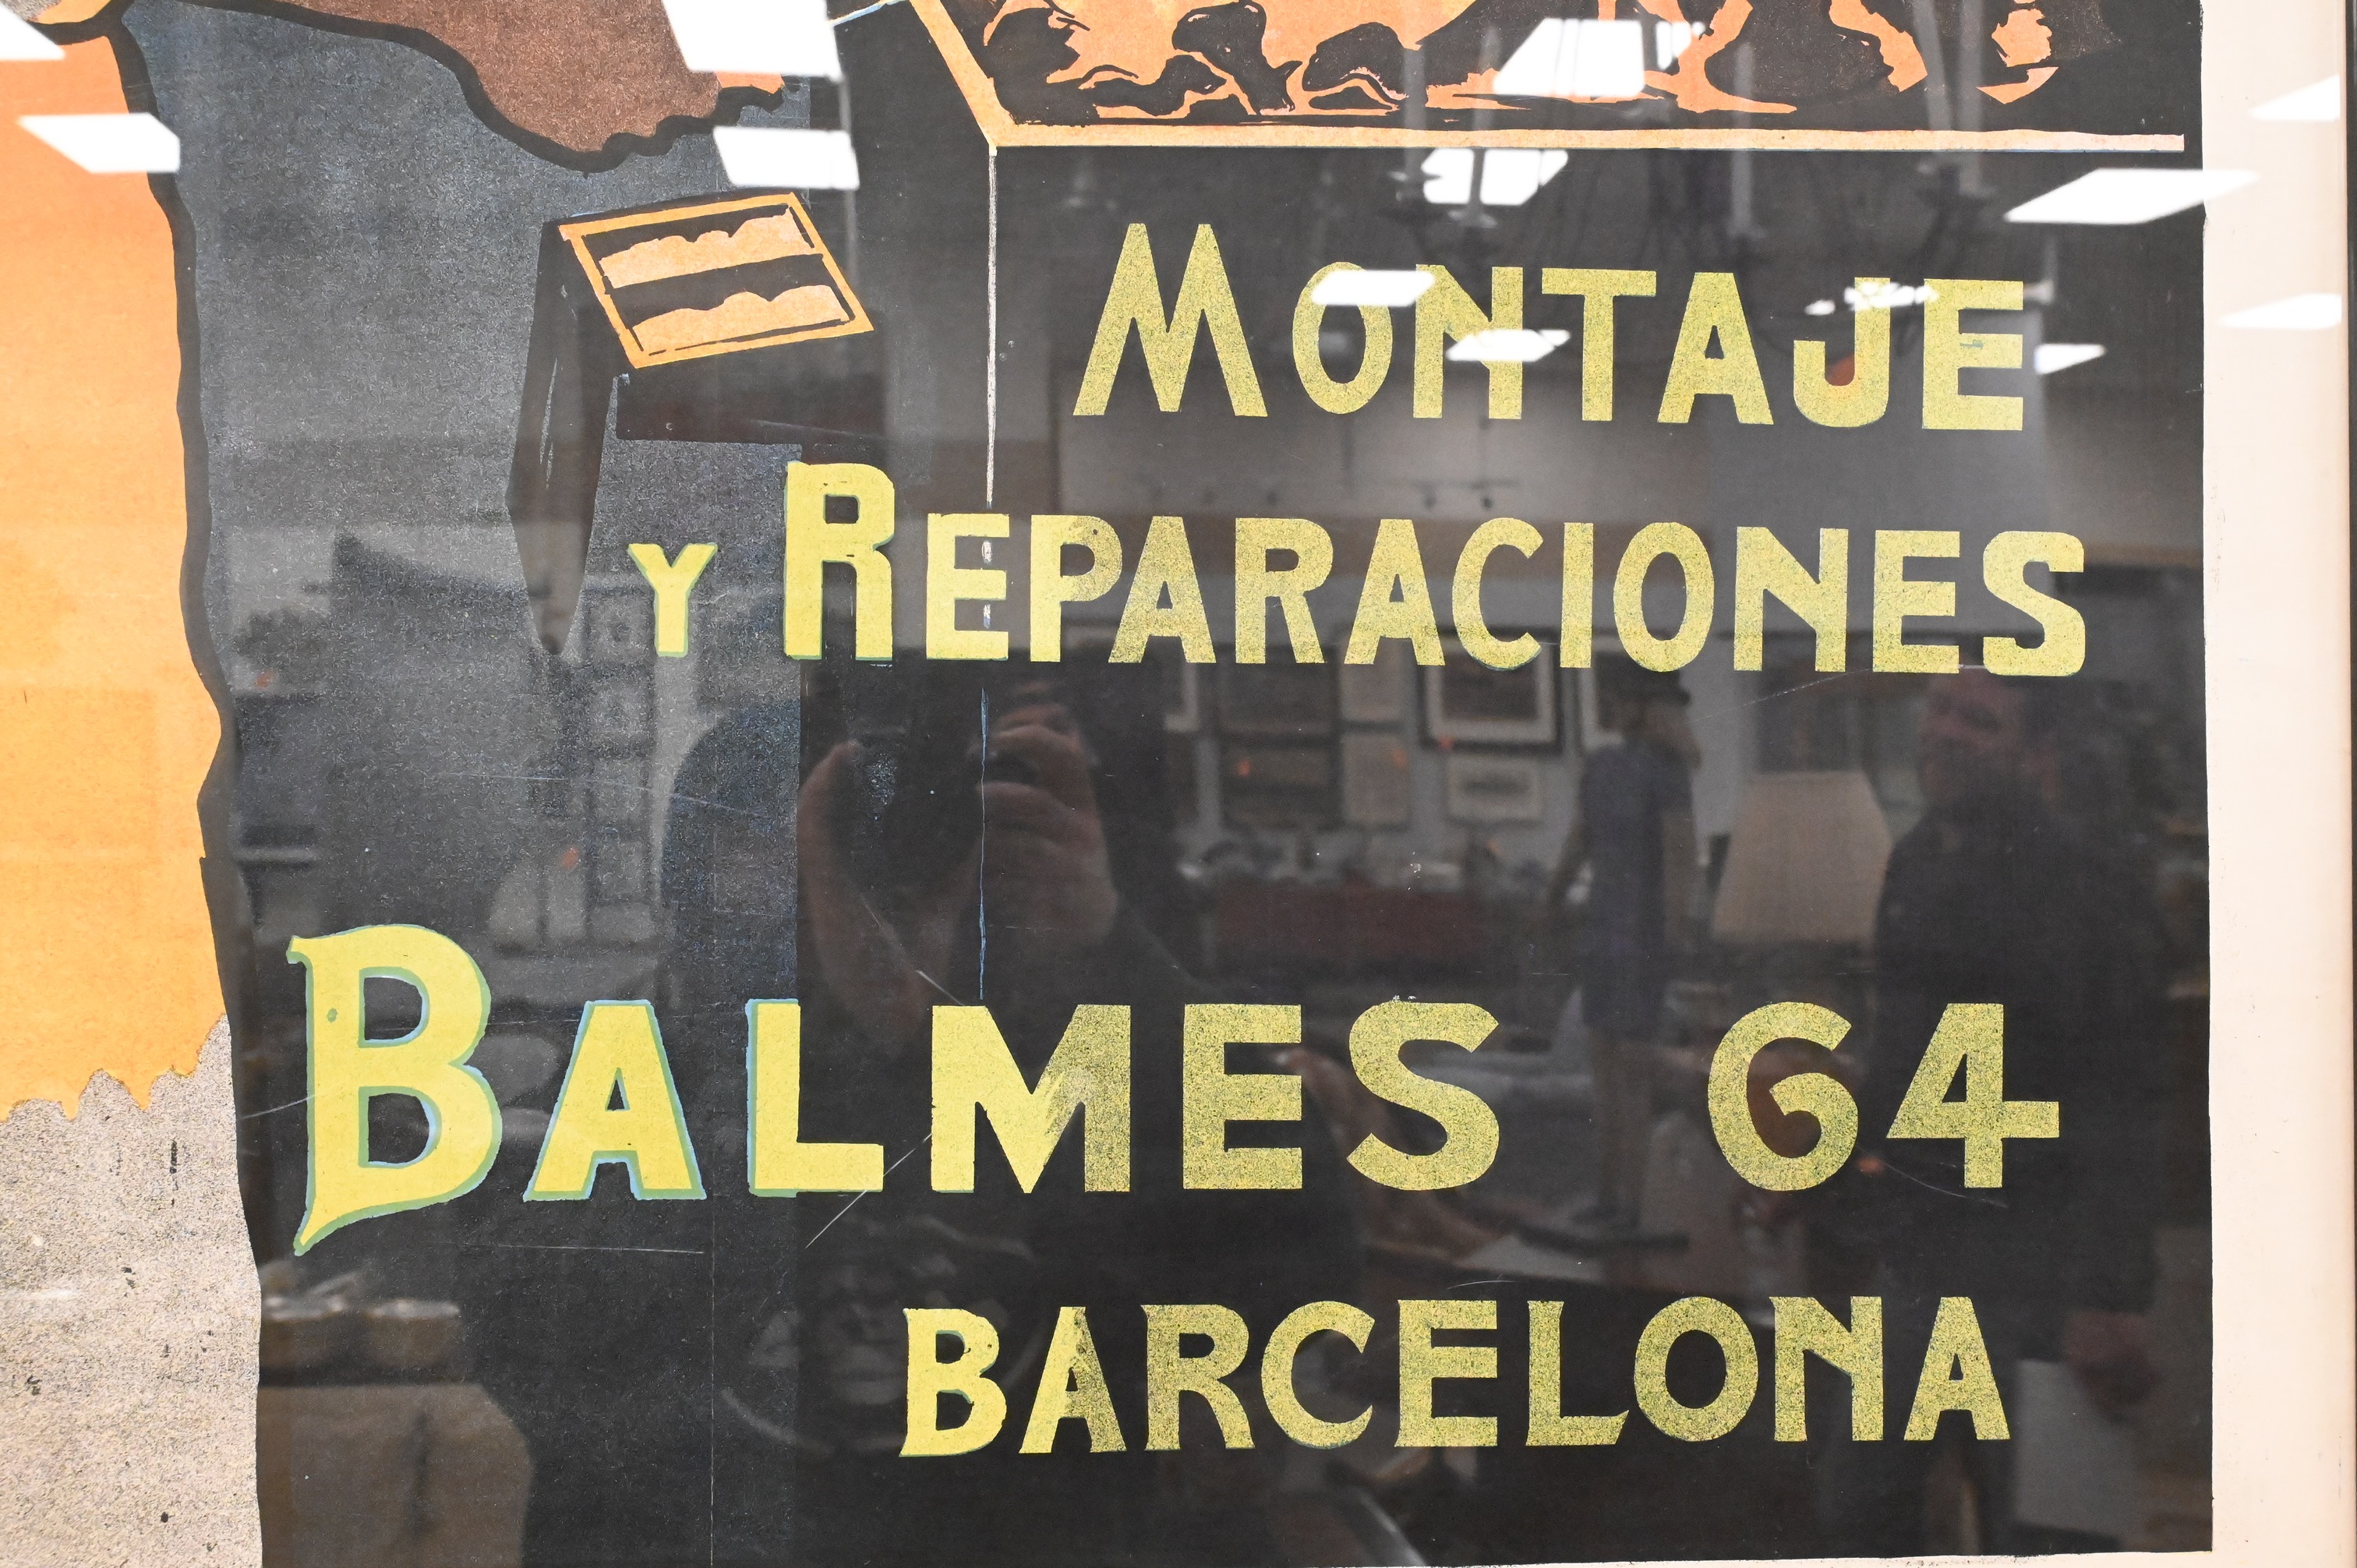 MONTAJE
Y REPARACIONES
BALMES 64
BARCELONA